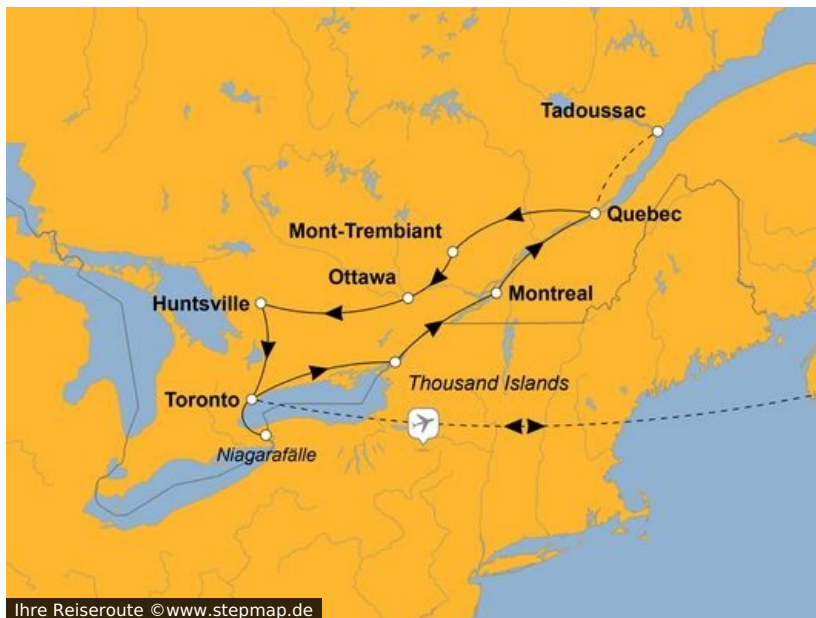 Tadoussac
Quebec
Mont-Trembiant
Ottawa
Montreal
Huntsville
Thousand Islands
Toronto
Niagarafälle
Ihre Reiseroute ©www.stepmap.de